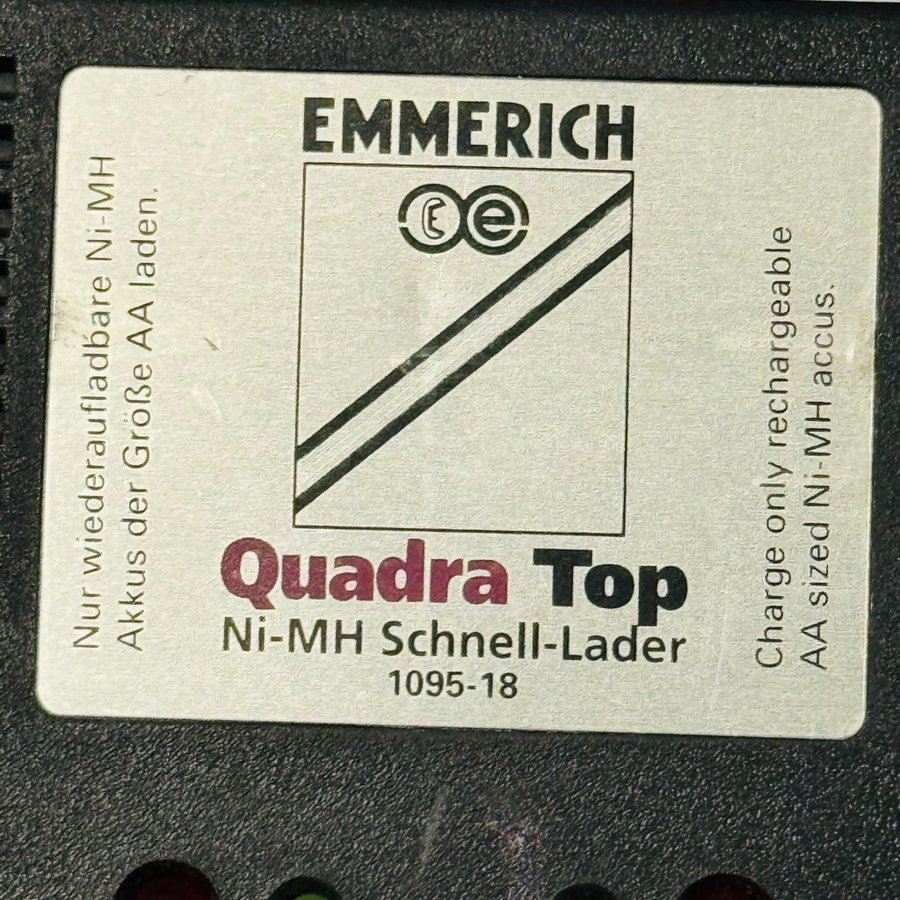 EMMERICH
Nur wiederaufladbare Ni-MH
Akkus der Größe AA laden.
Quadra Top
Ni-MH Schnell-Lader
1095-18
Charge only rechargeable
AA sized Ni-MH accus.